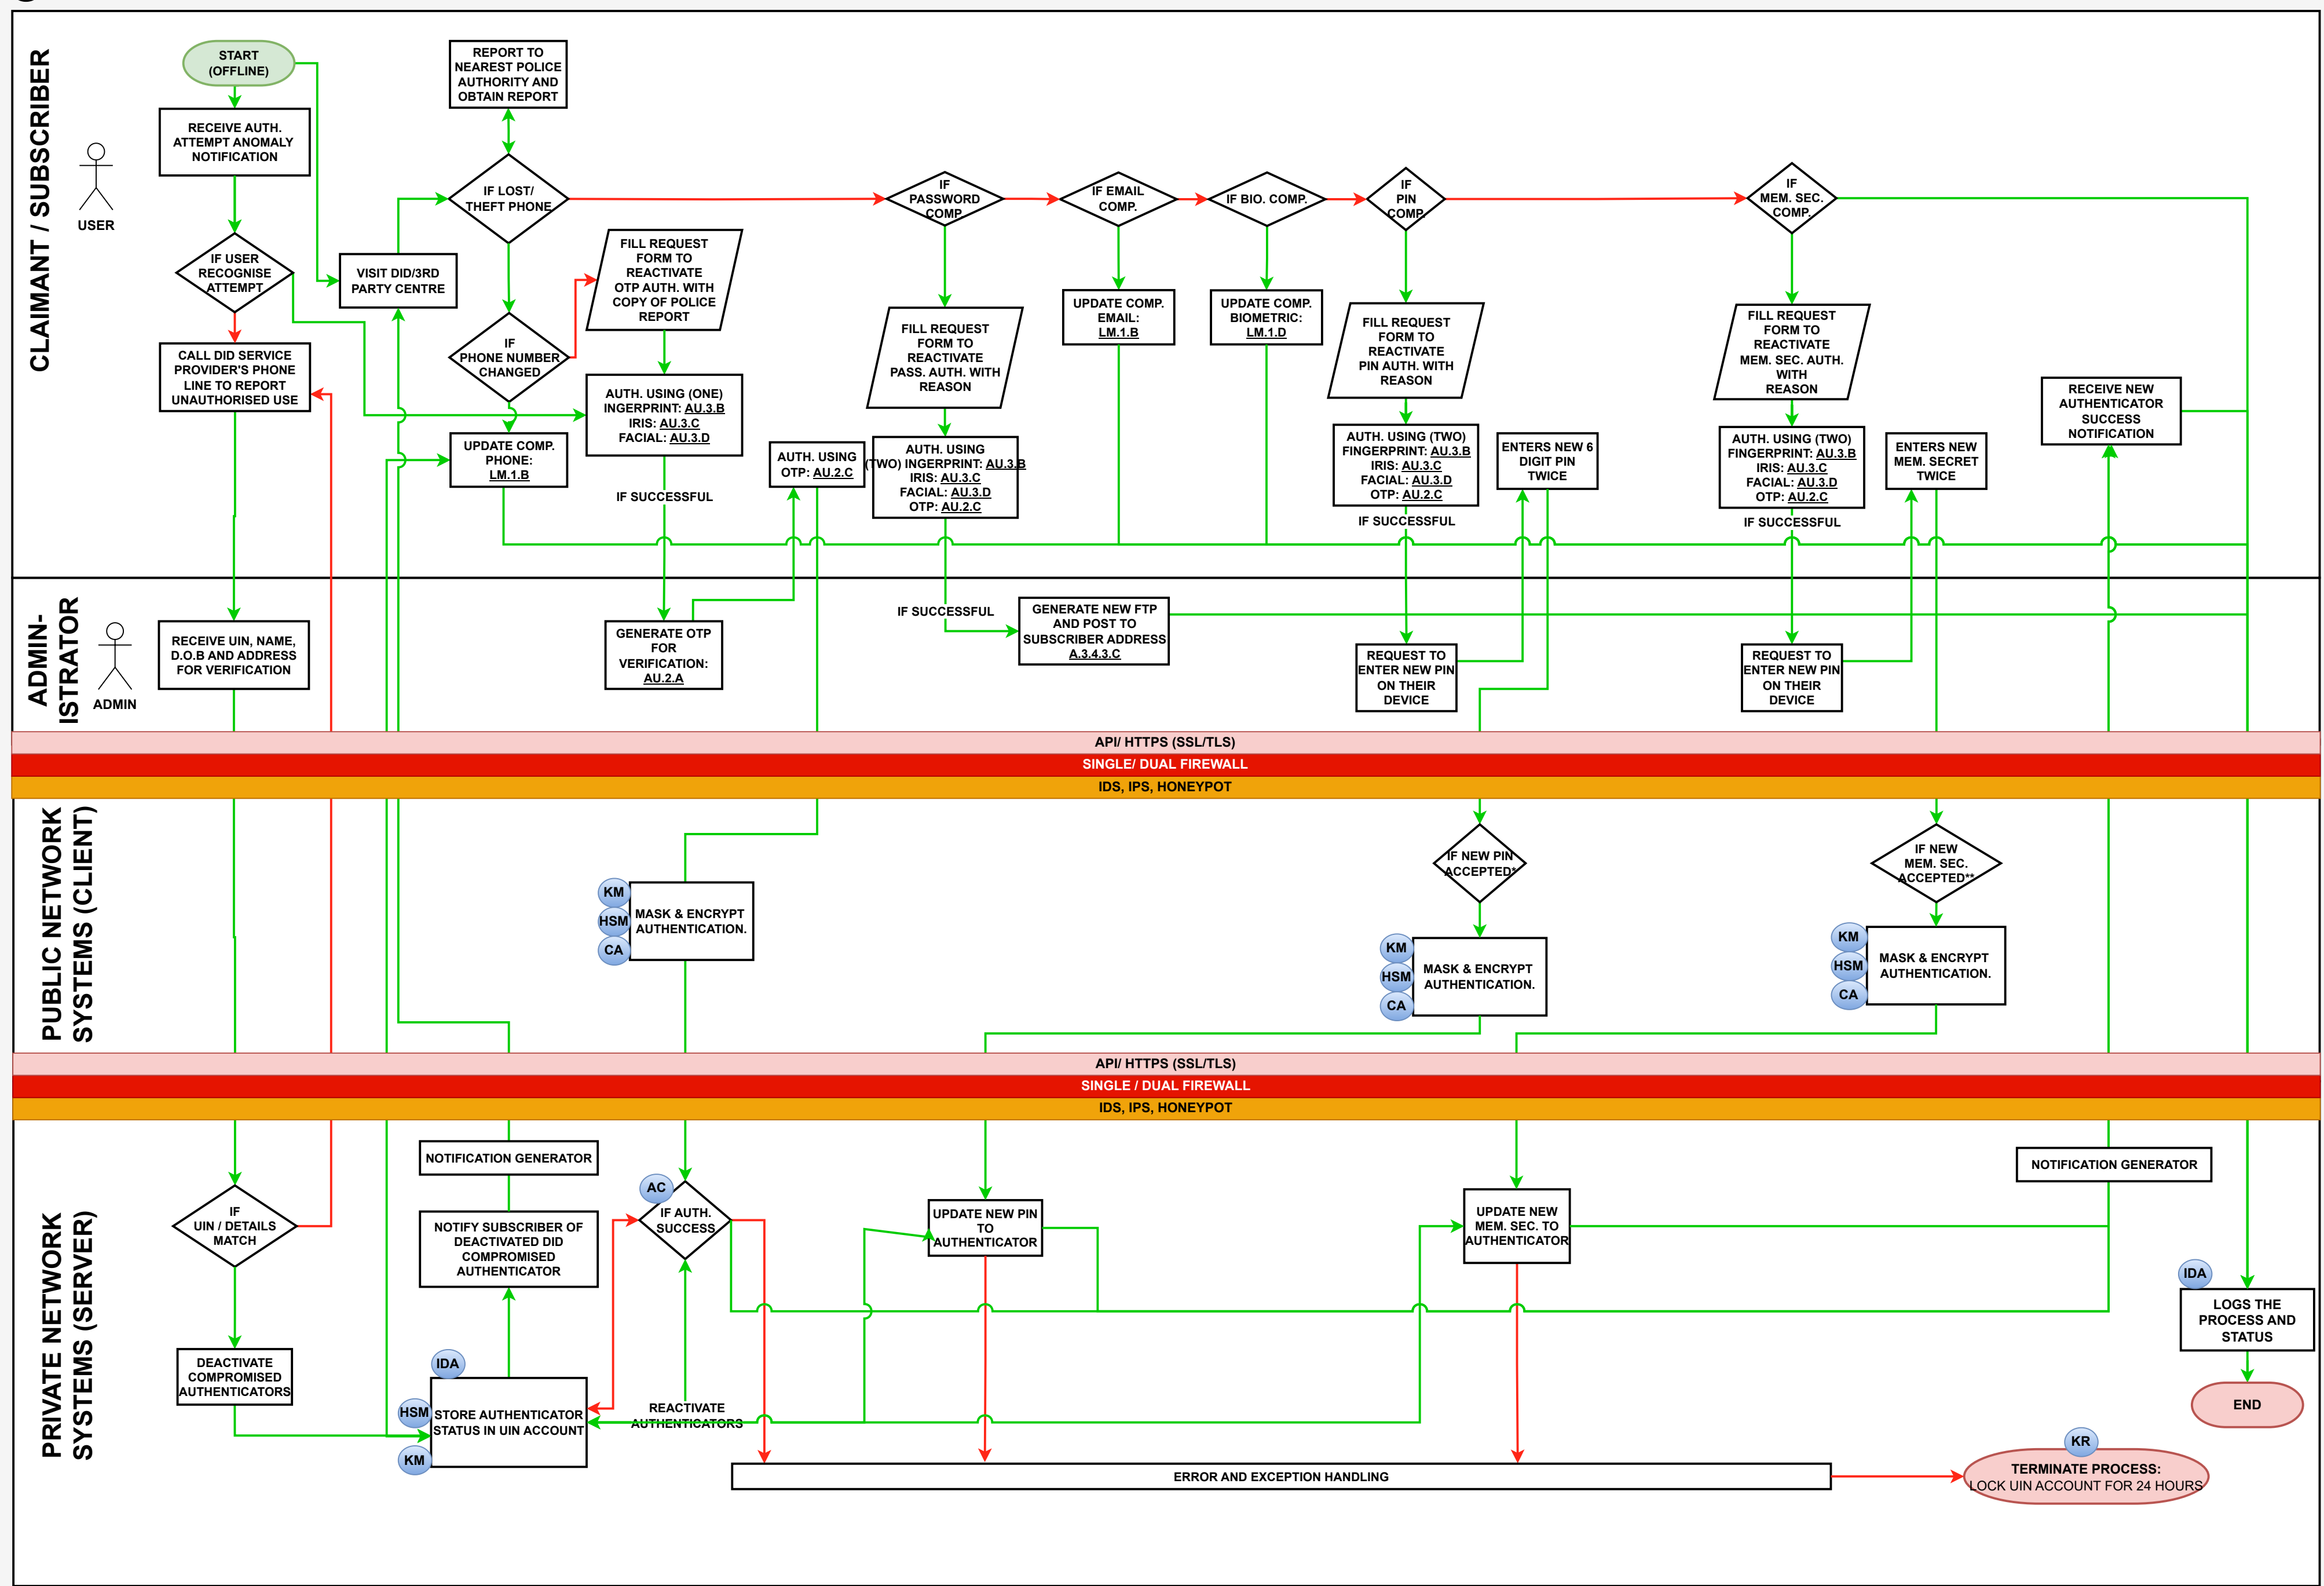 CLAIMANT / SUBSCRIBER
USER
START
(OFFLINE)
RECEIVE AUTH.
ATTEMPT ANOMALY
NOTIFICATION
IF USER
RECOGNISE
ATTEMPT
CALL DID SERVICE
PROVIDER'S PHONE
LINE TO REPORT
UNAUTHORISED USE
VISIT DID/3RD
PARTY CENTRE
REPORT TO
NEAREST POLICE
AUTHORITY AND
OBTAIN REPORT
IF LOST/
THEFT PHONE
IF
PHONE NUMBER
CHANGED
UPDATE COMP.
PHONE:
LM.1.B
FILL REQUEST
FORM TO
REACTIVATE
OTP AUTH. WITH
COPY OF POLICE
REPORT
AUTH. USING (ONE)
INGERPRINT: AU.3.B
IRIS: AU.3.C
FACIAL: AU.3.D
IF SUCCESSFUL
AUTH. USING
OTP: AU.2.C
IF
PASSWORD
COMP.
FILL REQUEST
FORM TO
REACTIVATE
PASS. AUTH. WITH
REASON
AUTH. USING
(TWO) INGERPRINT: AU.3.B
IRIS: AU.3.C
FACIAL: AU.3.D
OTP: AU.2.C
IF EMAIL
COMP.
UPDATE COMP.
EMAIL:
LM.1.B
IF BIO. COMP.
UPDATE COMP.
BIOMETRIC:
LM.1.D
IF
PIN
COMP.
FILL REQUEST
FORM TO
REACTIVATE
PIN AUTH. WITH
REASON
AUTH. USING (TWO)
FINGERPRINT: AU.3.B
IRIS: AU.3.C
FACIAL: AU.3.D
OTP: AU.2.C
IF SUCCESSFUL
ENTERS NEW 6
DIGIT PIN
TWICE
IF
MEM. SEC.
COMP.
FILL REQUEST
FORM TO
REACTIVATE
MEM. SEC. AUTH.
WITH
REASON
AUTH. USING (TWO)
FINGERPRINT: AU.3.B
IRIS: AU.3.C
FACIAL: AU.3.D
OTP: AU.2.C
IF SUCCESSFUL
ENTERS NEW
MEM. SECRET
TWICE
RECEIVE NEW
AUTHENTICATOR
SUCCESS
NOTIFICATION
ADMIN-
ISTRATOR
ADMIN
RECEIVE UIN, NAME,
D.O.B AND ADDRESS
FOR VERIFICATION
GENERATE OTP
FOR
VERIFICATION:
AU.2.A
IF SUCCESSFUL
GENERATE NEW FTP
AND POST TO
SUBSCRIBER ADDRESS
A.3.4.3.C
REQUEST TO
ENTER NEW PIN
ON THEIR
DEVICE
REQUEST TO
ENTER NEW PIN
ON THEIR
DEVICE
API/ HTTPS (SSL/TLS)
SINGLE/ DUAL FIREWALL
IDS, IPS, HONEYPOT
PUBLIC NETWORK
SYSTEMS (CLIENT)
KM
HSM
CA
MASK & ENCRYPT
AUTHENTICATION.
IF NEW PIN
ACCEPTED*
KM
HSM
CA
MASK & ENCRYPT
AUTHENTICATION.
IF NEW
MEM. SEC.
ACCEPTED**
KM
HSM
CA
MASK & ENCRYPT
AUTHENTICATION.
API/ HTTPS (SSL/TLS)
SINGLE / DUAL FIREWALL
IDS, IPS, HONEYPOT
PRIVATE NETWORK
SYSTEMS (SERVER)
IF
UIN / DETAILS
MATCH
DEACTIVATE
COMPROMISED
AUTHENTICATORS
NOTIFICATION GENERATOR
NOTIFY SUBSCRIBER OF
DEACTIVATED DID
COMPROMISED
AUTHENTICATOR
IDA
HSM
KM
STORE AUTHENTICATOR
STATUS IN UIN ACCOUNT
AC
IF AUTH.
SUCCESS
REACTIVATE
AUTHENTICATORS
UPDATE NEW PIN
TO
AUTHENTICATOR
UPDATE NEW
MEM. SEC. TO
AUTHENTICATOR
NOTIFICATION GENERATOR
IDA
LOGS THE
PROCESS AND
STATUS
END
ERROR AND EXCEPTION HANDLING
KR
TERMINATE PROCESS:
LOCK UIN ACCOUNT FOR 24 HOURS